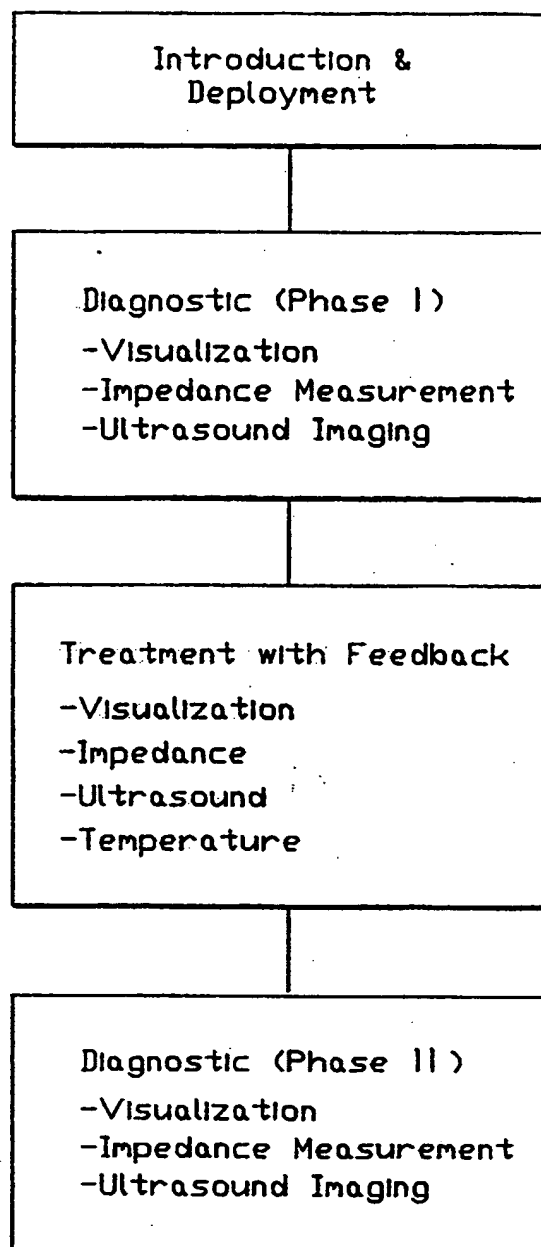 Introduction &
Deployment
Diagnostic (Phase I)
-Visualization
-Impedance Measurement
-Ultrasound Imaging
Treatment with Feedback
-Visualization
-Impedance
-Ultrasound
-Temperature
Diagnostic (Phase II)
-Visualization
-Impedance Measurement
-Ultrasound Imaging